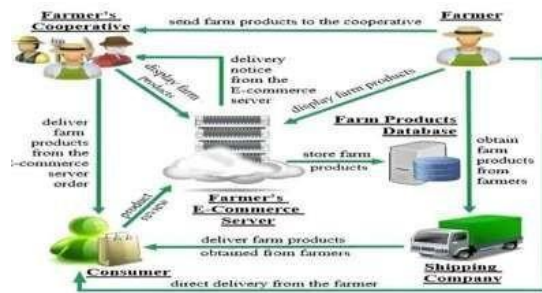 Farmer's
Cooperative
send farm products to the cooperative
Farmer
display farm
products
delivery
notice
from the
E-commerce
server
display farm products
Farm Products
Database
deliver
farm
products
from the
E-commerce
server
order
store farm
products
obtain
farm
products
from
farmers
product
review
Farmer's
E-Commerce
Server
deliver farm products
obtained from farmers
Consumer
Shipping
Company
direct delivery from the farmer